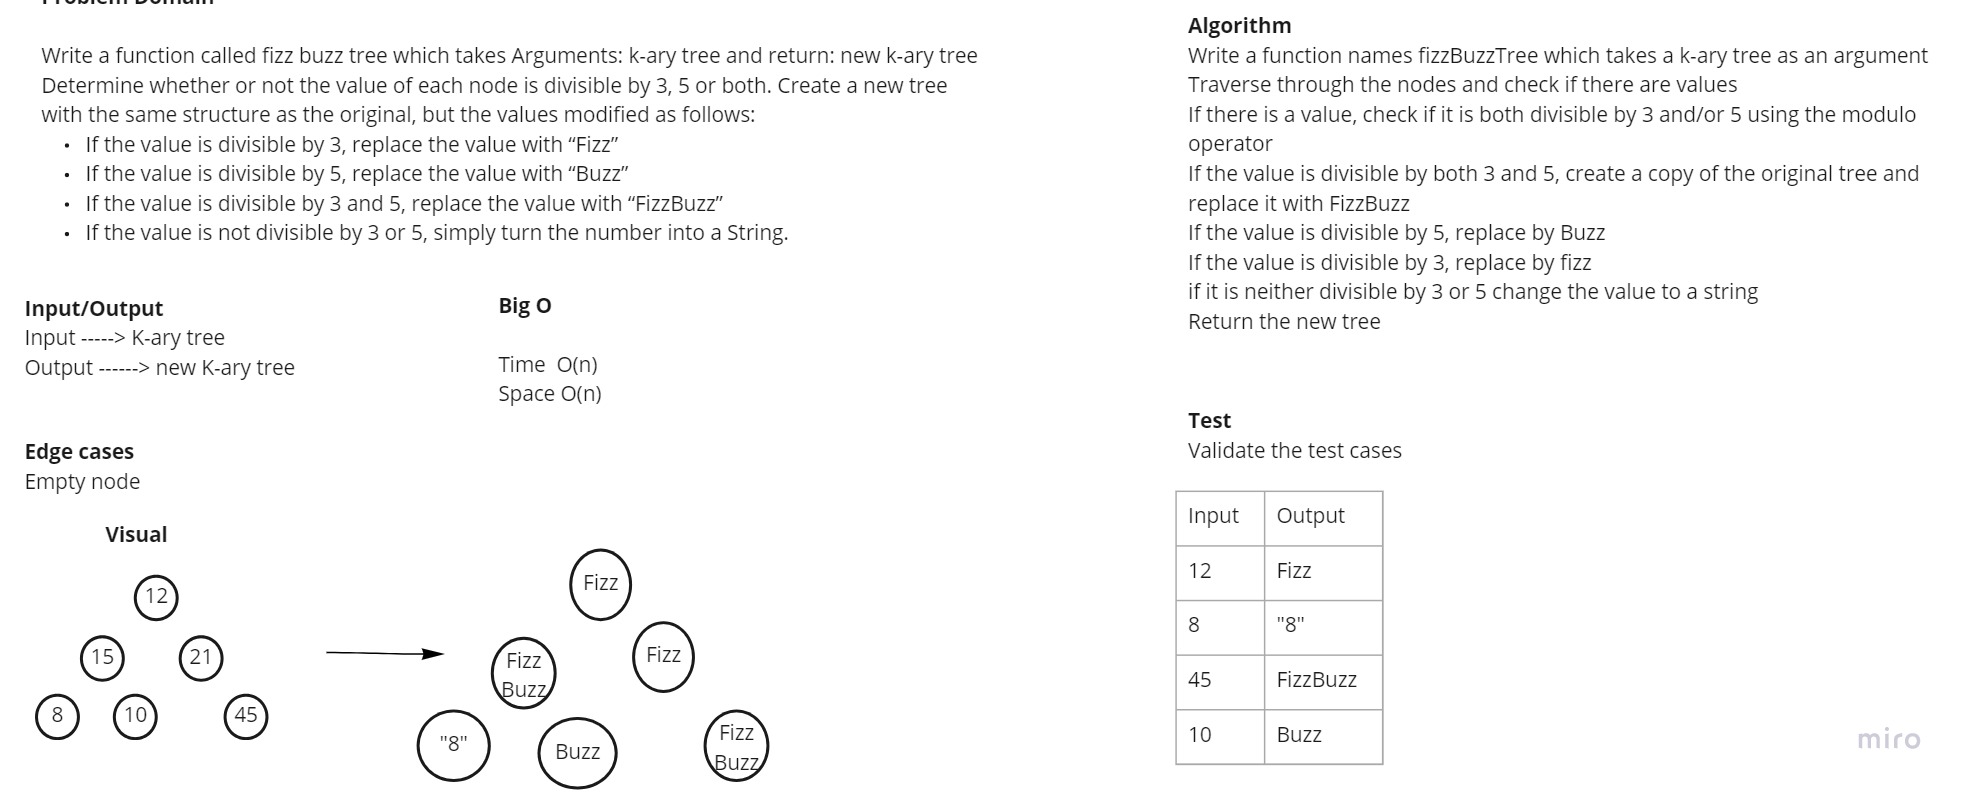 Problem Domain
Write a function called fizz buzz tree which takes Arguments: k-ary tree and return: new k-ary tree
Determine whether or not the value of each node is divisible by 3, 5 or both. Create a new tree
with the same structure as the original, but the values modified as follows:
• If the value is divisible by 3, replace the value with “Fizz”
• If the value is divisible by 5, replace the value with “Buzz”
• If the value is divisible by 3 and 5, replace the value with “FizzBuzz”
• If the value is not divisible by 3 or 5, simply turn the number into a String.
Input/Output
Input -----> K-ary tree
Output ------> new K-ary tree
Big O
Time O(n)
Space O(n)
Edge cases
Empty node
Visual
12
15
21
8
10
45
Fizz
Fizz
Buzz
Fizz
"8"
Buzz
Fizz
Buzz
Algorithm
Write a function names fizzBuzzTree which takes a k-ary tree as an argument
Traverse through the nodes and check if there are values
If there is a value, check if it is both divisible by 3 and/or 5 using the modulo
operator
If the value is divisible by both 3 and 5, create a copy of the original tree and
replace it with FizzBuzz
If the value is divisible by 5, replace by Buzz
If the value is divisible by 3, replace by fizz
if it is neither divisible by 3 or 5 change the value to a string
Return the new tree
Test
Validate the test cases
Input Output
12 Fizz
8 "8"
45 FizzBuzz
10 Buzz
miro